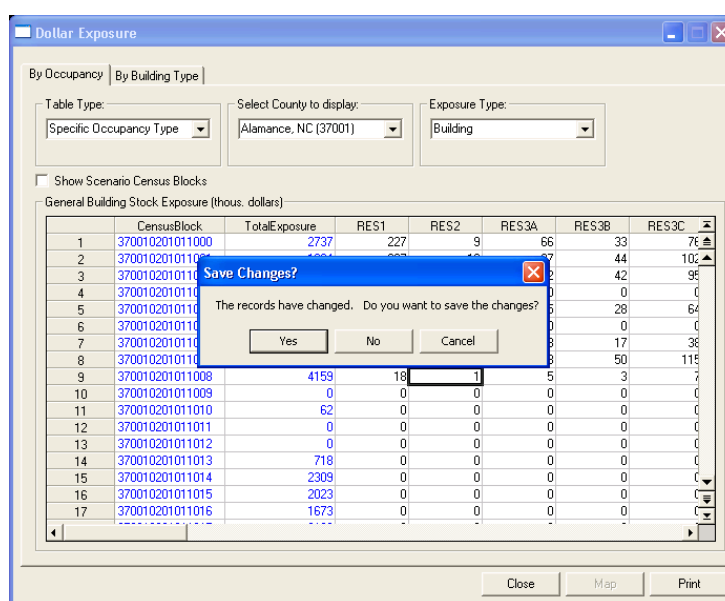 Dollar Exposure
By Occupancy By Building Type
Table Type: Select County to display: Exposure Type:
Specific Occupancy Type Alamance, NC (37001) Building
Show Scenario Census Blocks
General Building Stock Exposure (thous. dollars)
CensusBlock TotalExposure RES1 RES2 RES3A RES3B RES3C
1 370010201011000 2737 227 9 66 33 76
2 44 102
3 42 95
4 0
5 28 64
6 0
7 17 38
8 50 115
Save Changes?
The records have changed. Do you want to save the changes?
Yes No Cancel
9 370010201011008 4159 18 1 5 3 7
10 370010201011009 0 0 0 0 0
11 370010201011010 62 0 0 0 0
12 370010201011011 0 0 0 0 0
13 370010201011012 0 0 0 0 0
14 370010201011013 718 0 0 0 0
15 370010201011014 2309 0 0 0 0
16 370010201011015 2023 0 0 0 0
17 370010201011016 1673 0 0 0 0
Close Map Print